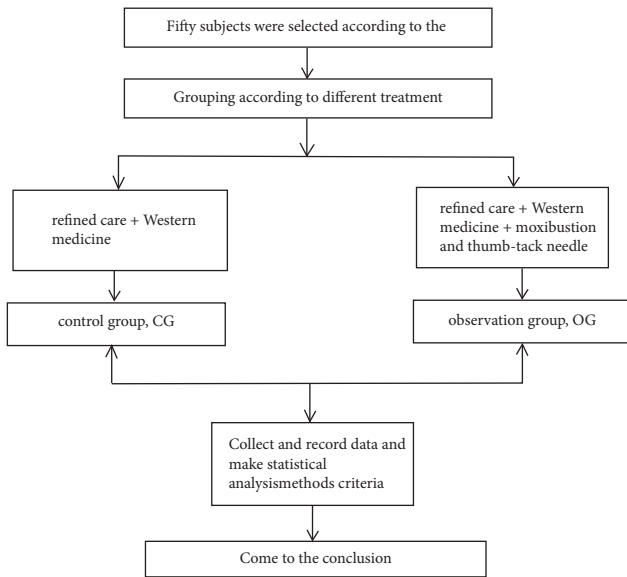 Fifty subjects were selected according to the
Grouping according to different treatment
refined care + Western
medicine
refined care + Western
medicine + moxibustion
and thumb-tack needle
control group, CG
observation group, OG
Collect and record data and
make statistical
analysismethods criteria
Come to the conclusion